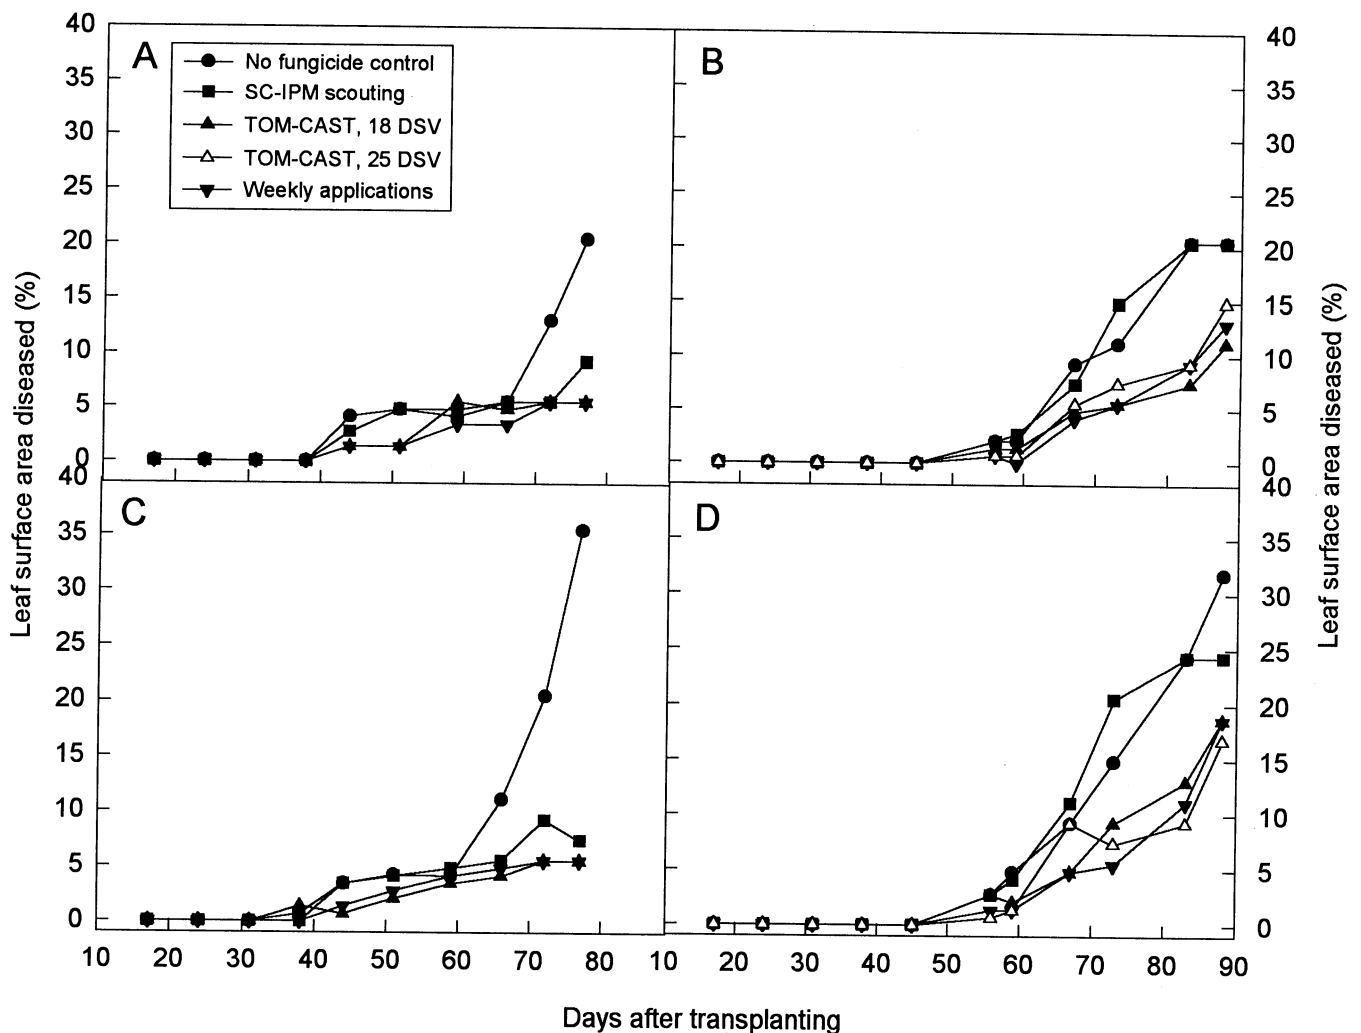 40
35
30
25
20
15
10
5
0
A
No fungicide control
SC-IPM scouting
TOM-CAST, 18 DSV
TOM-CAST, 25 DSV
Weekly applications
B
40
35
30
25
20
15
10
5
0
Leaf surface area diseased (%)
Leaf surface area diseased (%)
40
35
30
25
20
15
10
5
0
C
D
40
35
30
25
20
15
10
5
0
10 20 30 40 50 60 70 80 10 20 30 40 50 60 70 80 90
Days after transplanting